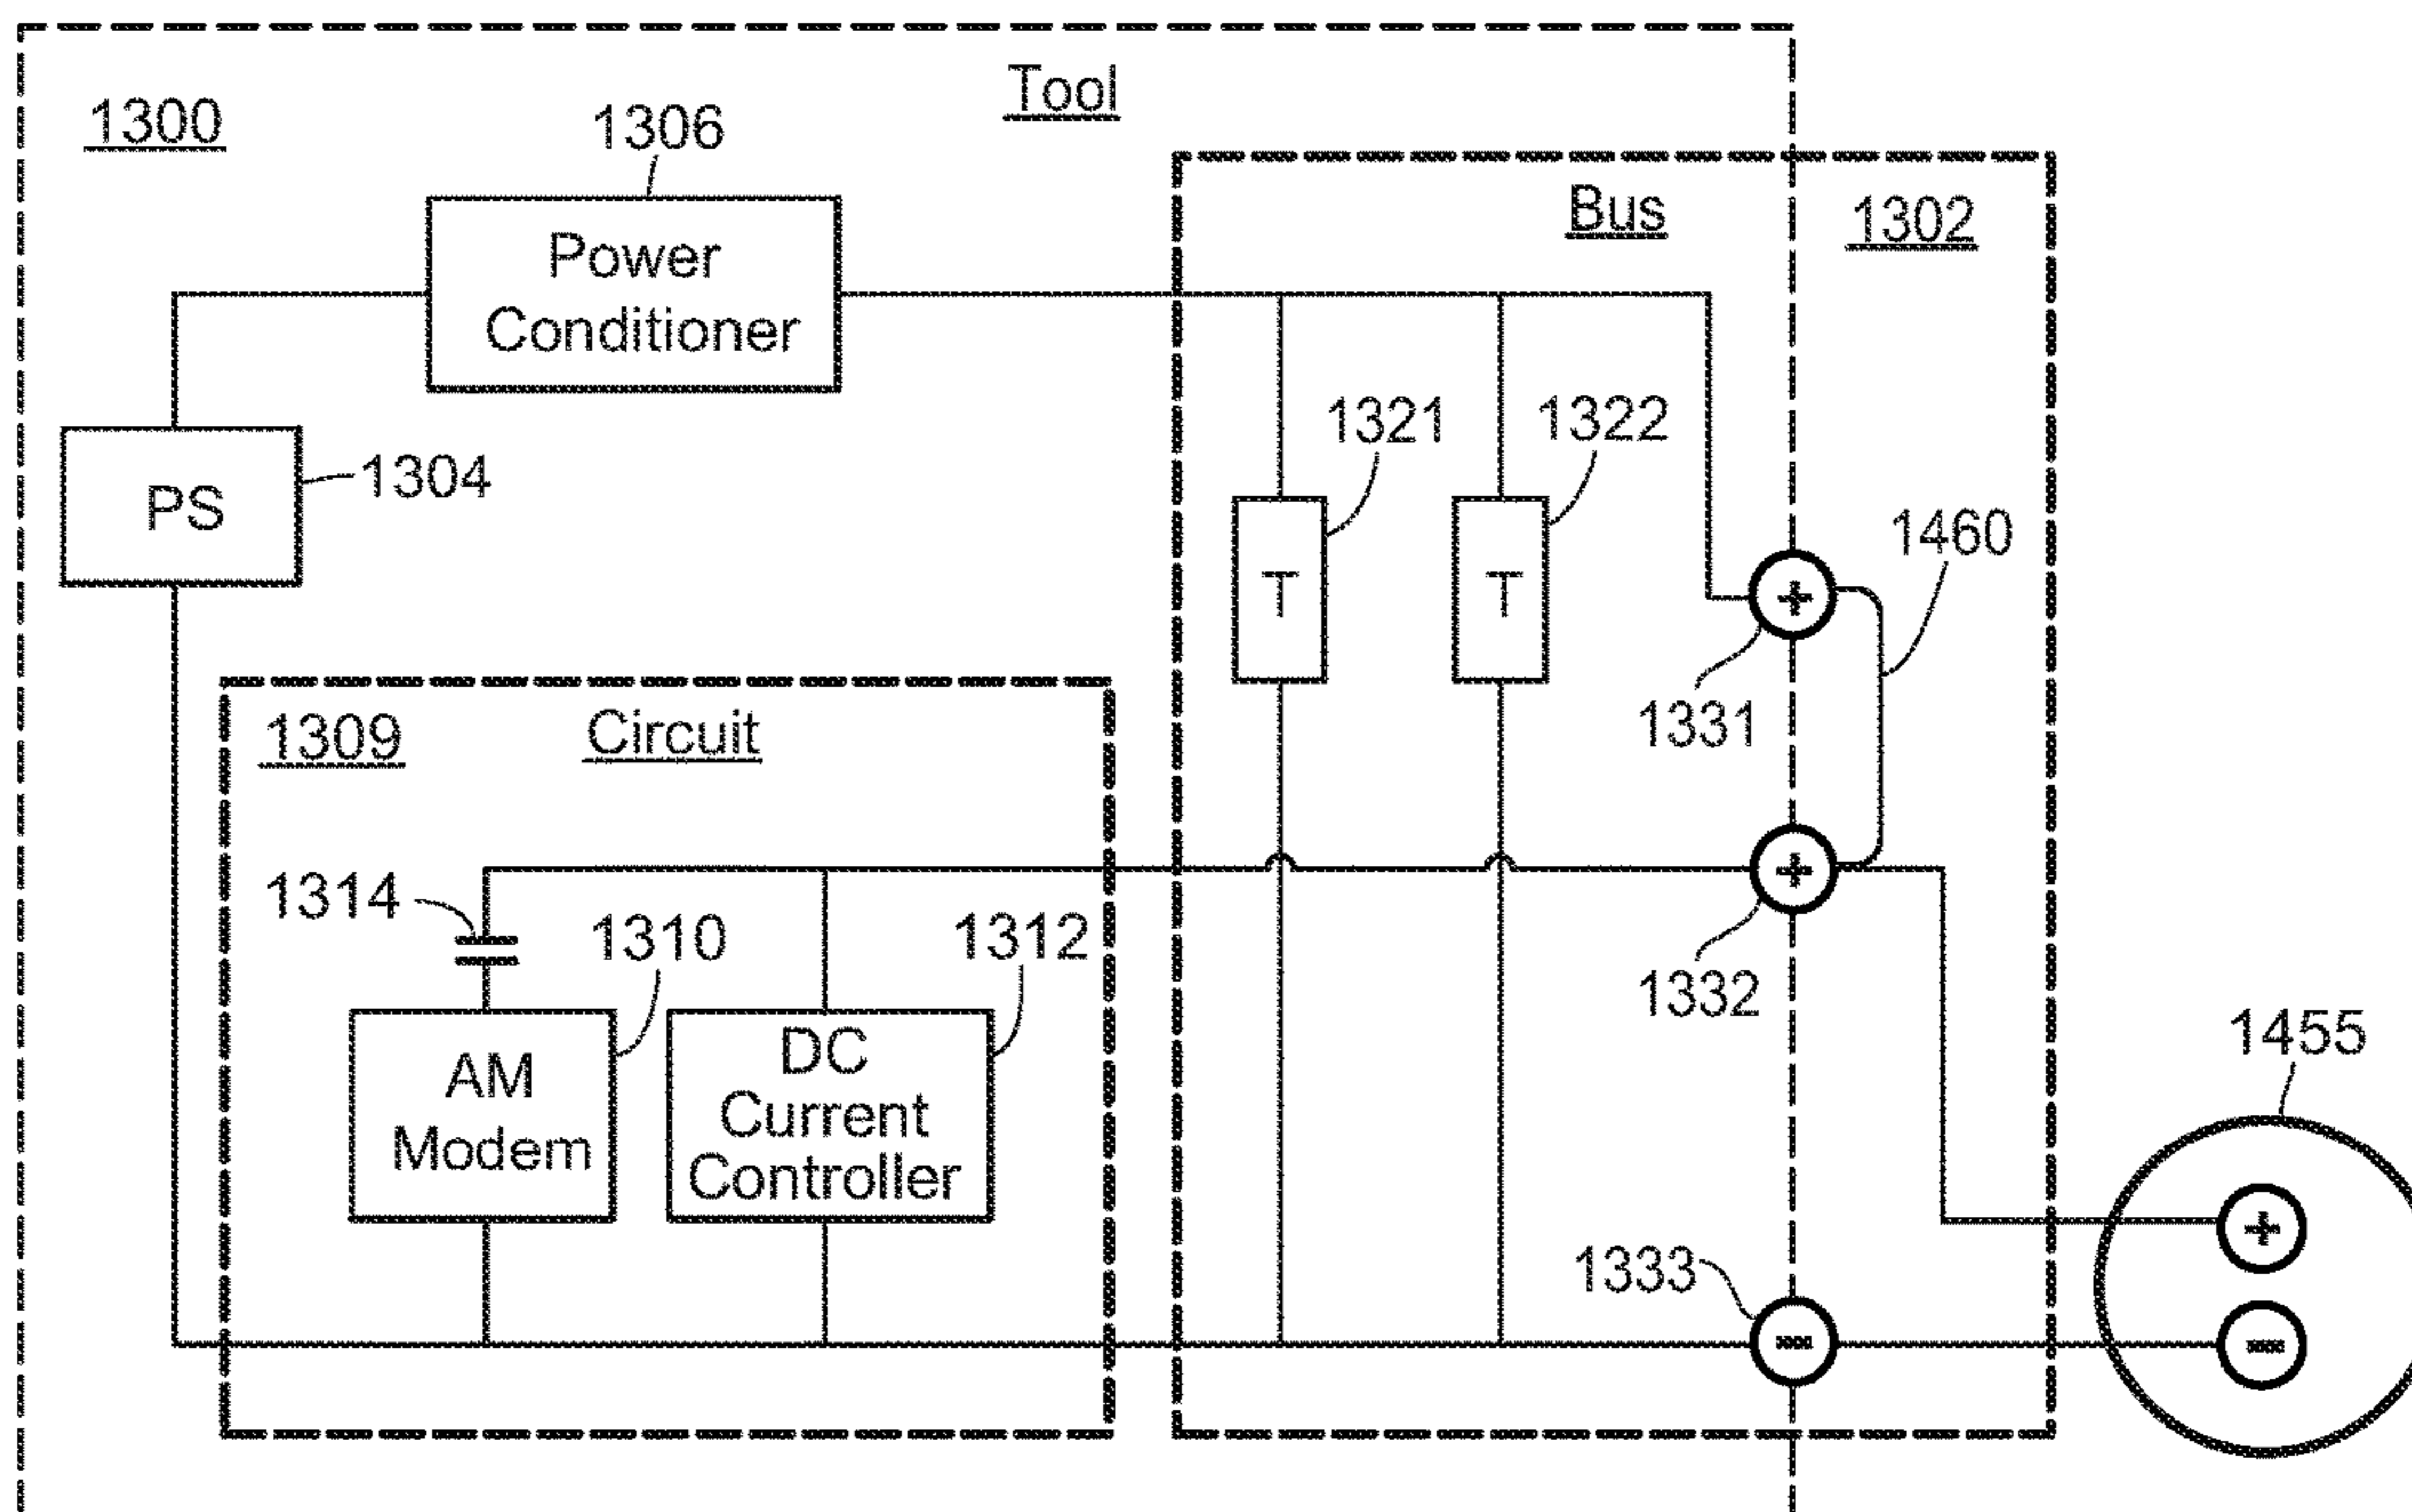 Tool
1300
1306
Power
Conditioner
Bus
1302
1321
1322
PS
1304
1460
T
T
+
1331
1309
Circuit
1314
1310
1312
+
1332
AM
Modem
DC
Current
Controller
1455
1333
+
-
-